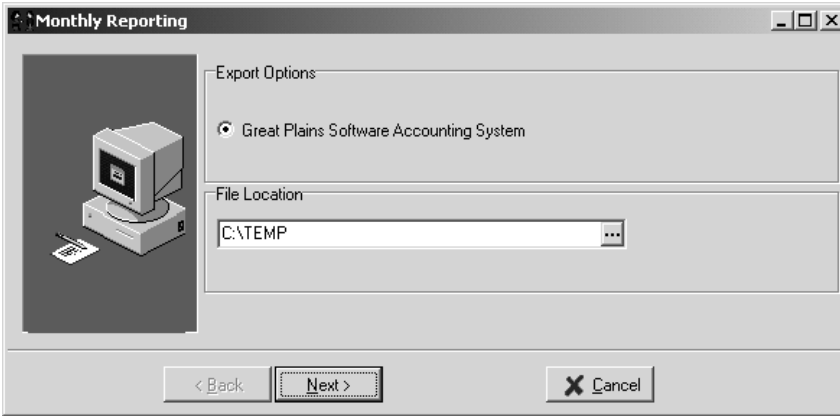 Monthly Reporting
Export Options
Great Plains Software Accounting System
File Location
C:\TEMP
...
< Back
Next >
Cancel